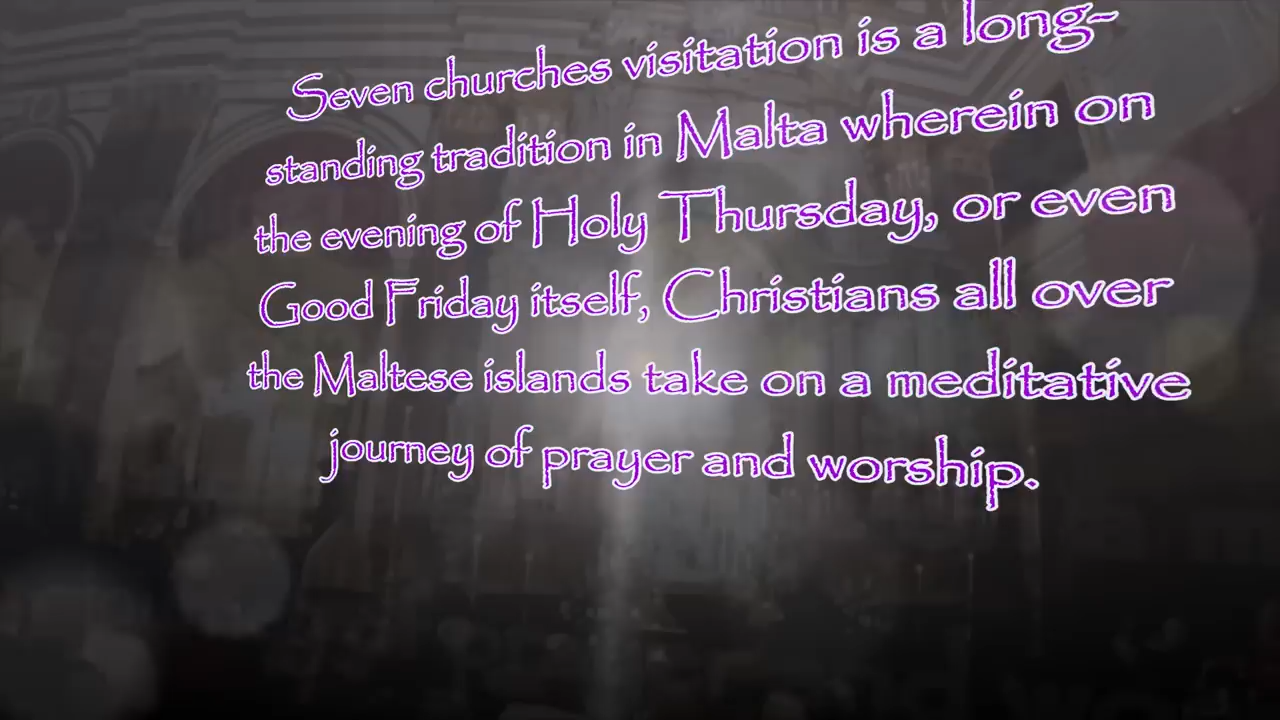 Seven churches visitation is a long-
standing tradition in Malta wherein on
the evening of Holy Thursday, or even
Good Friday itself, Christians all over
the Maltese islands take on a meditative
journey of prayer and worship.